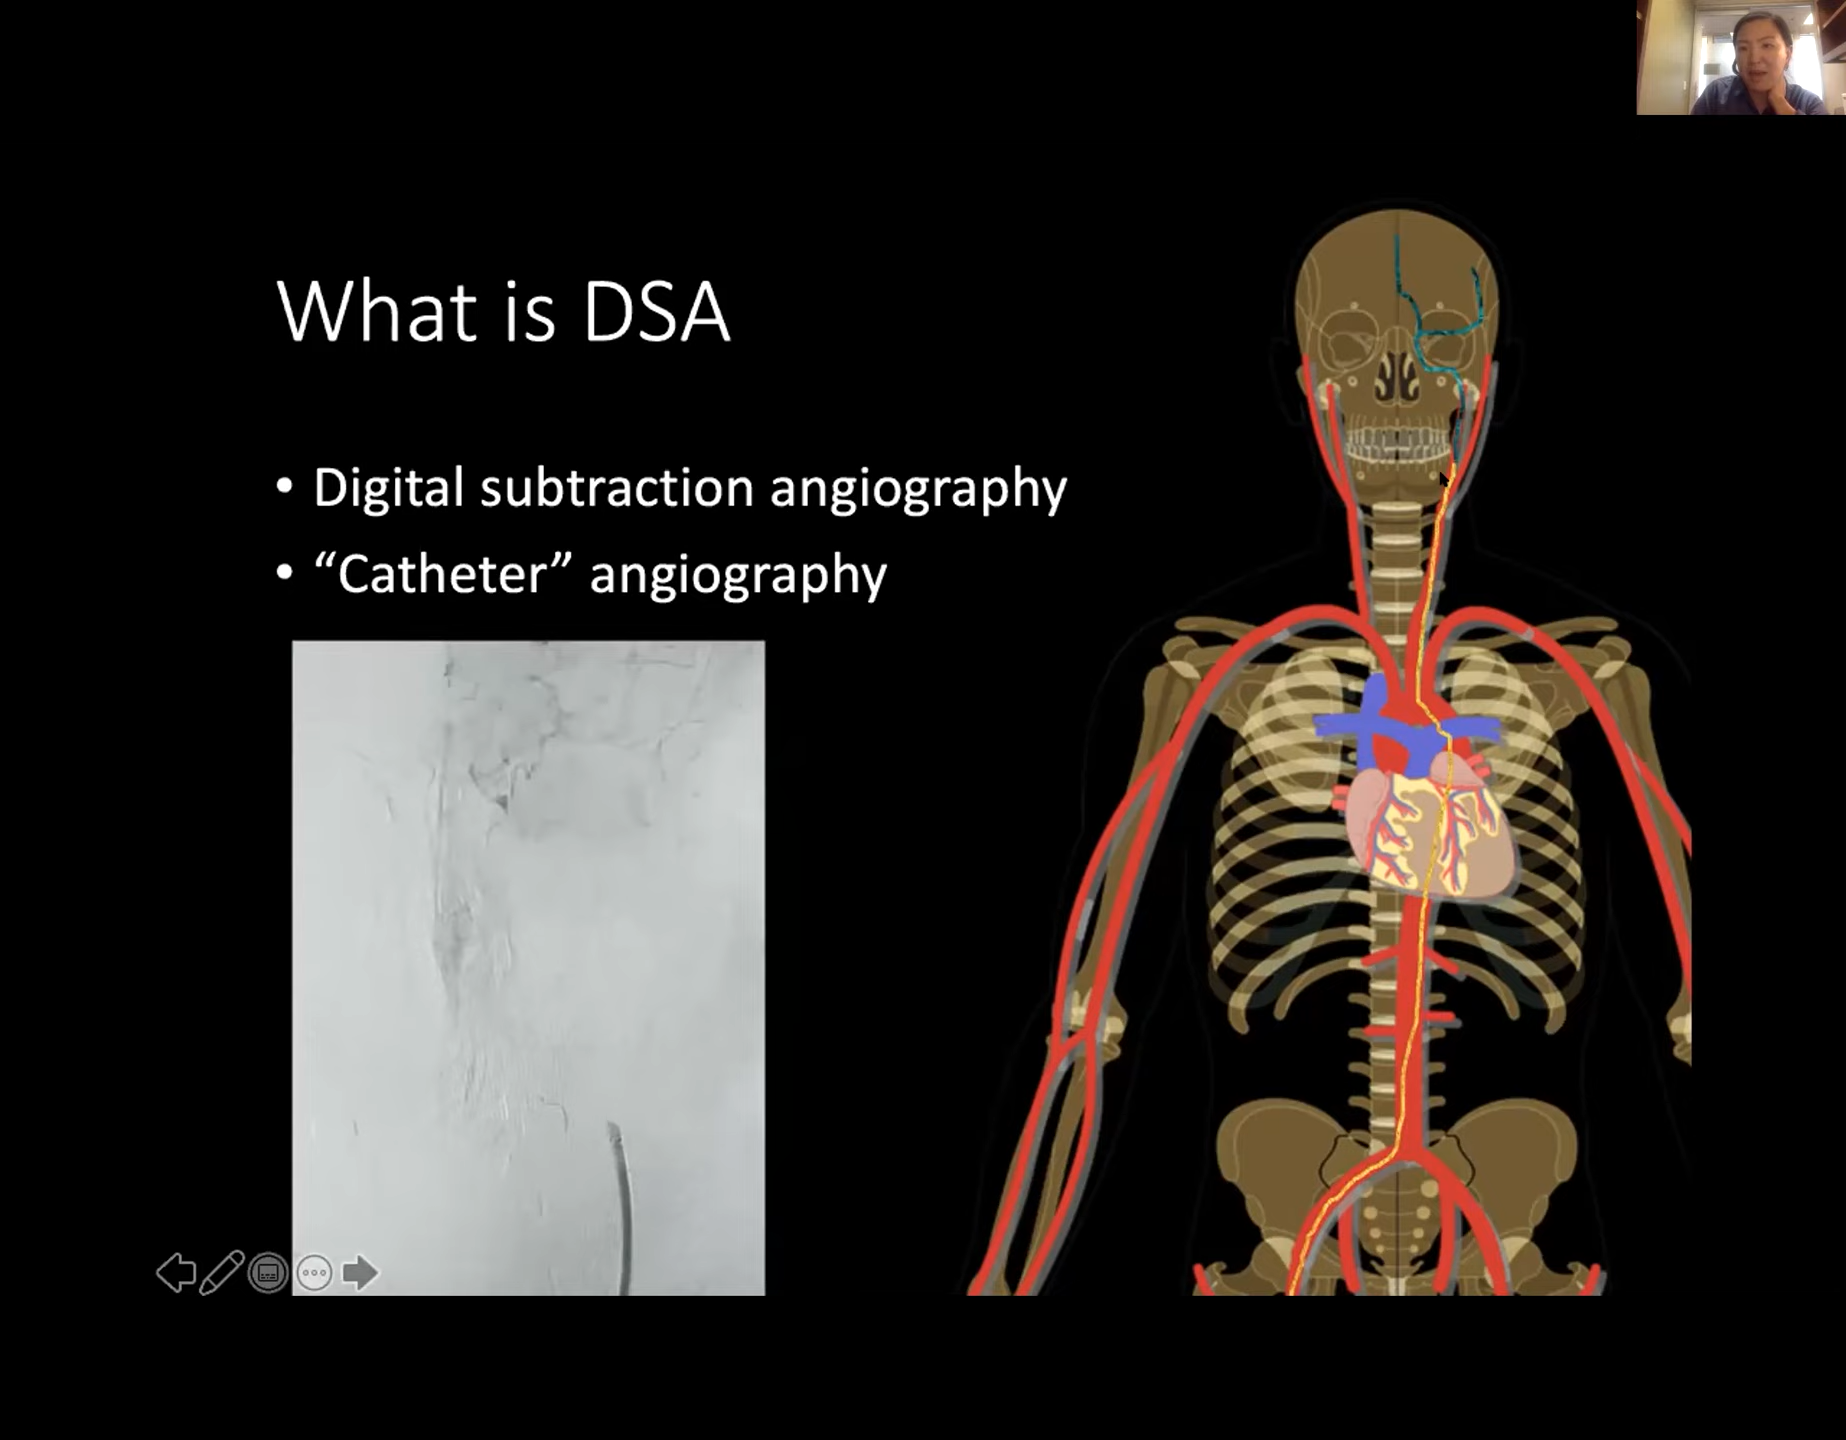 What is DSA
• Digital subtraction angiography
• “Catheter” angiography